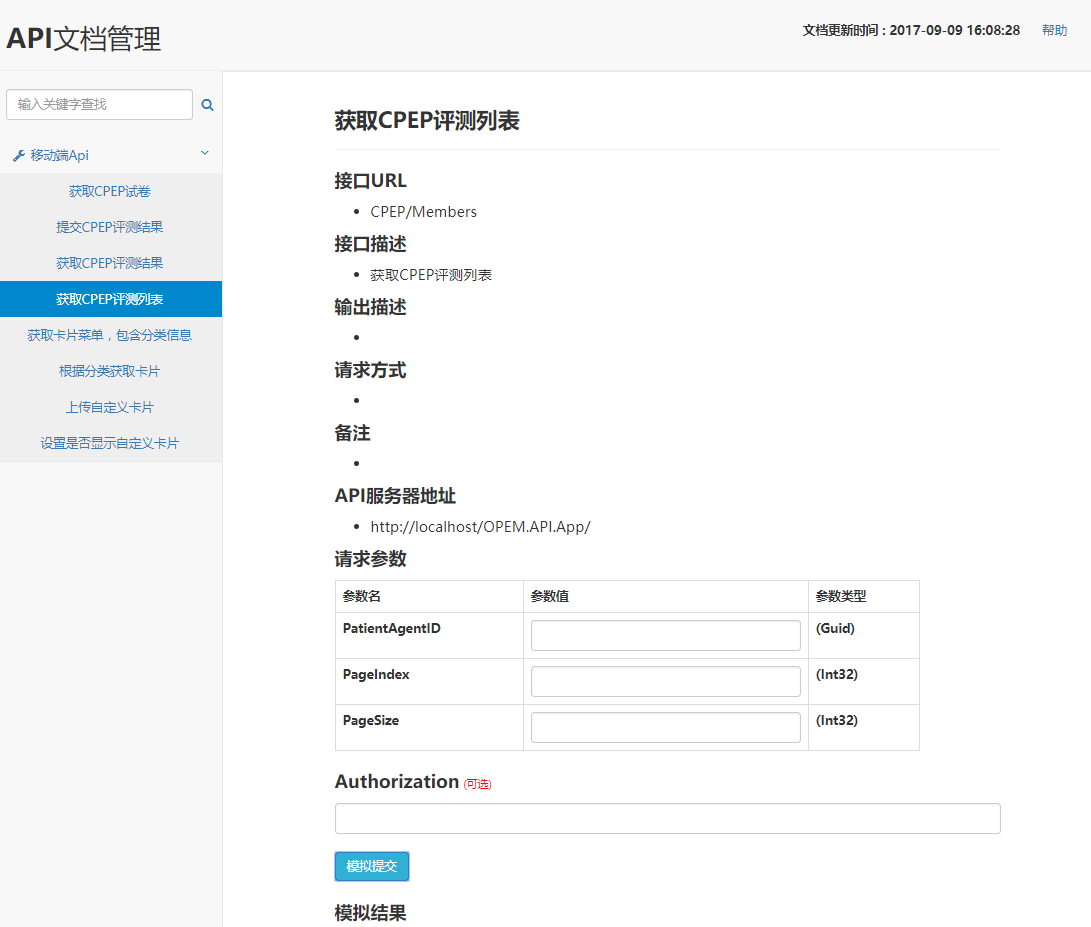 API文档管理
文档更新时间：2017-09-09 16:08:28 帮助
输入关键字查找
移动端Api
获取CPEP试卷
提交CPEP评测结果
获取CPEP评测结果
获取CPEP评测列表
获取卡片菜单，包含分类信息
根据分类获取卡片
上传自定义卡片
设置是否显示自定义卡片
获取CPEP评测列表
接口URL
CPEP/Members
接口描述
获取CPEP评测列表
输出描述
请求方式
备注
API服务器地址
http://localhost/OPEM.API.App/
请求参数
参数名 参数值 参数类型
PatientAgentID (Guid)
PageIndex (Int32)
PageSize (Int32)
Authorization (可选)
模拟提交
模拟结果